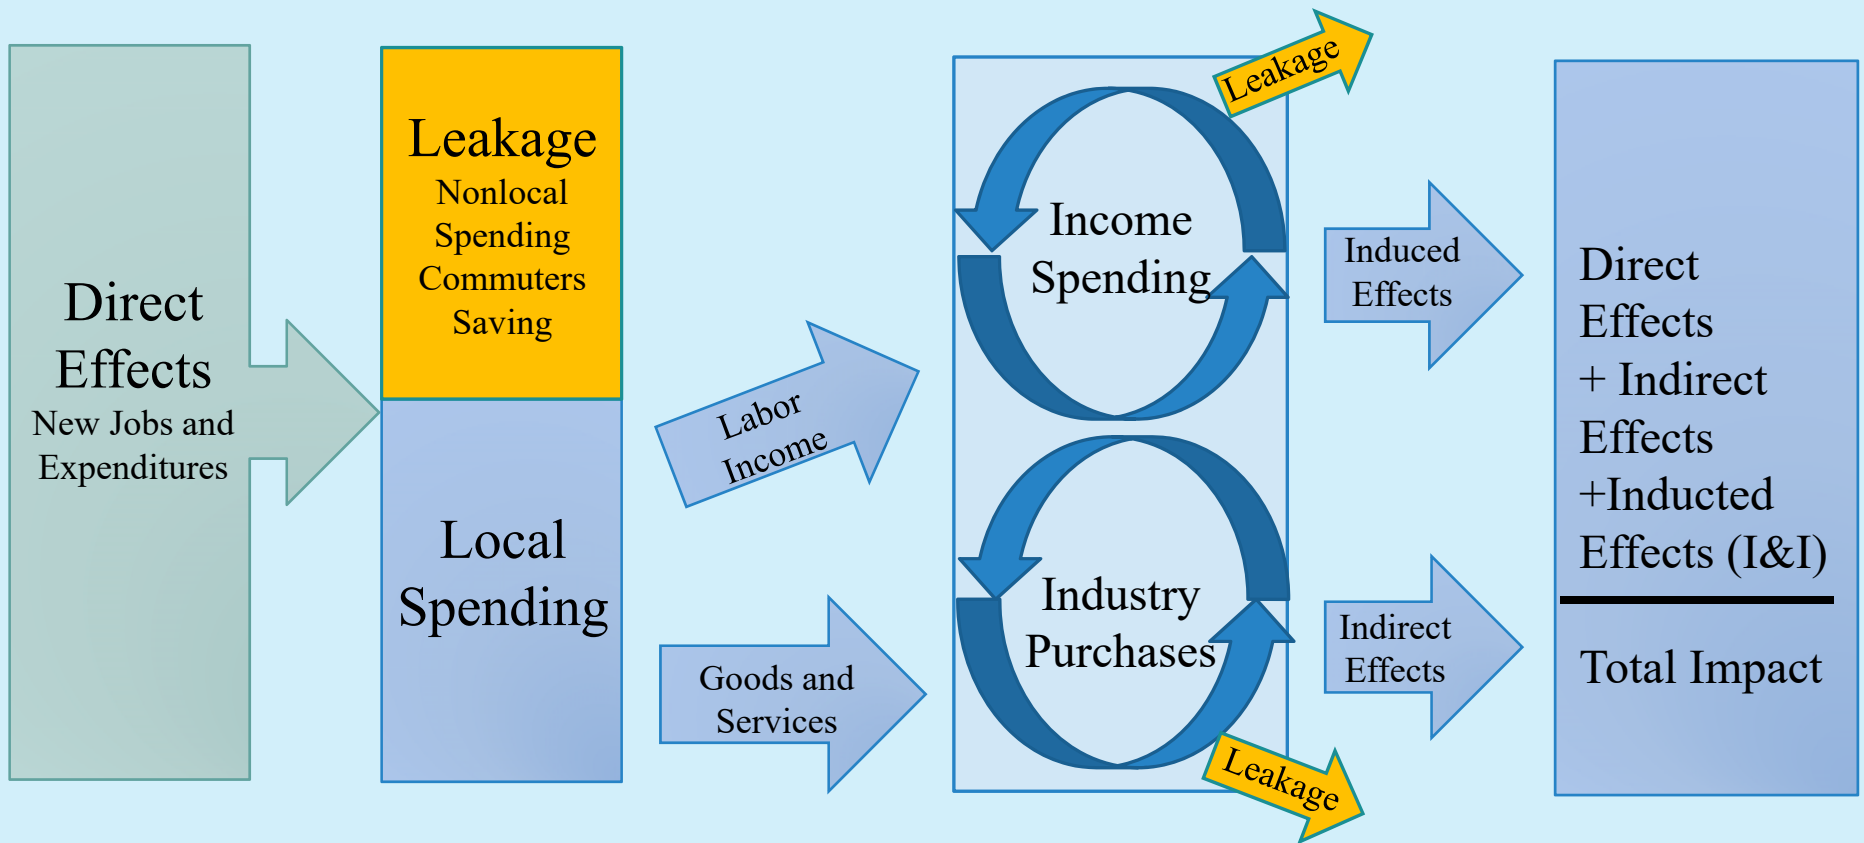 Direct
Effects
New Jobs and
Expenditures
Leakage
Nonlocal
Spending
Commuters
Saving
Local
Spending
Labor
Income
Goods and
Services
Leakage
Income
Spending
Industry
Purchases
Leakage
Induced
Effects
Indirect
Effects
Direct
Effects
+ Indirect
Effects
+Inducted
Effects (I&I)
Total Impact